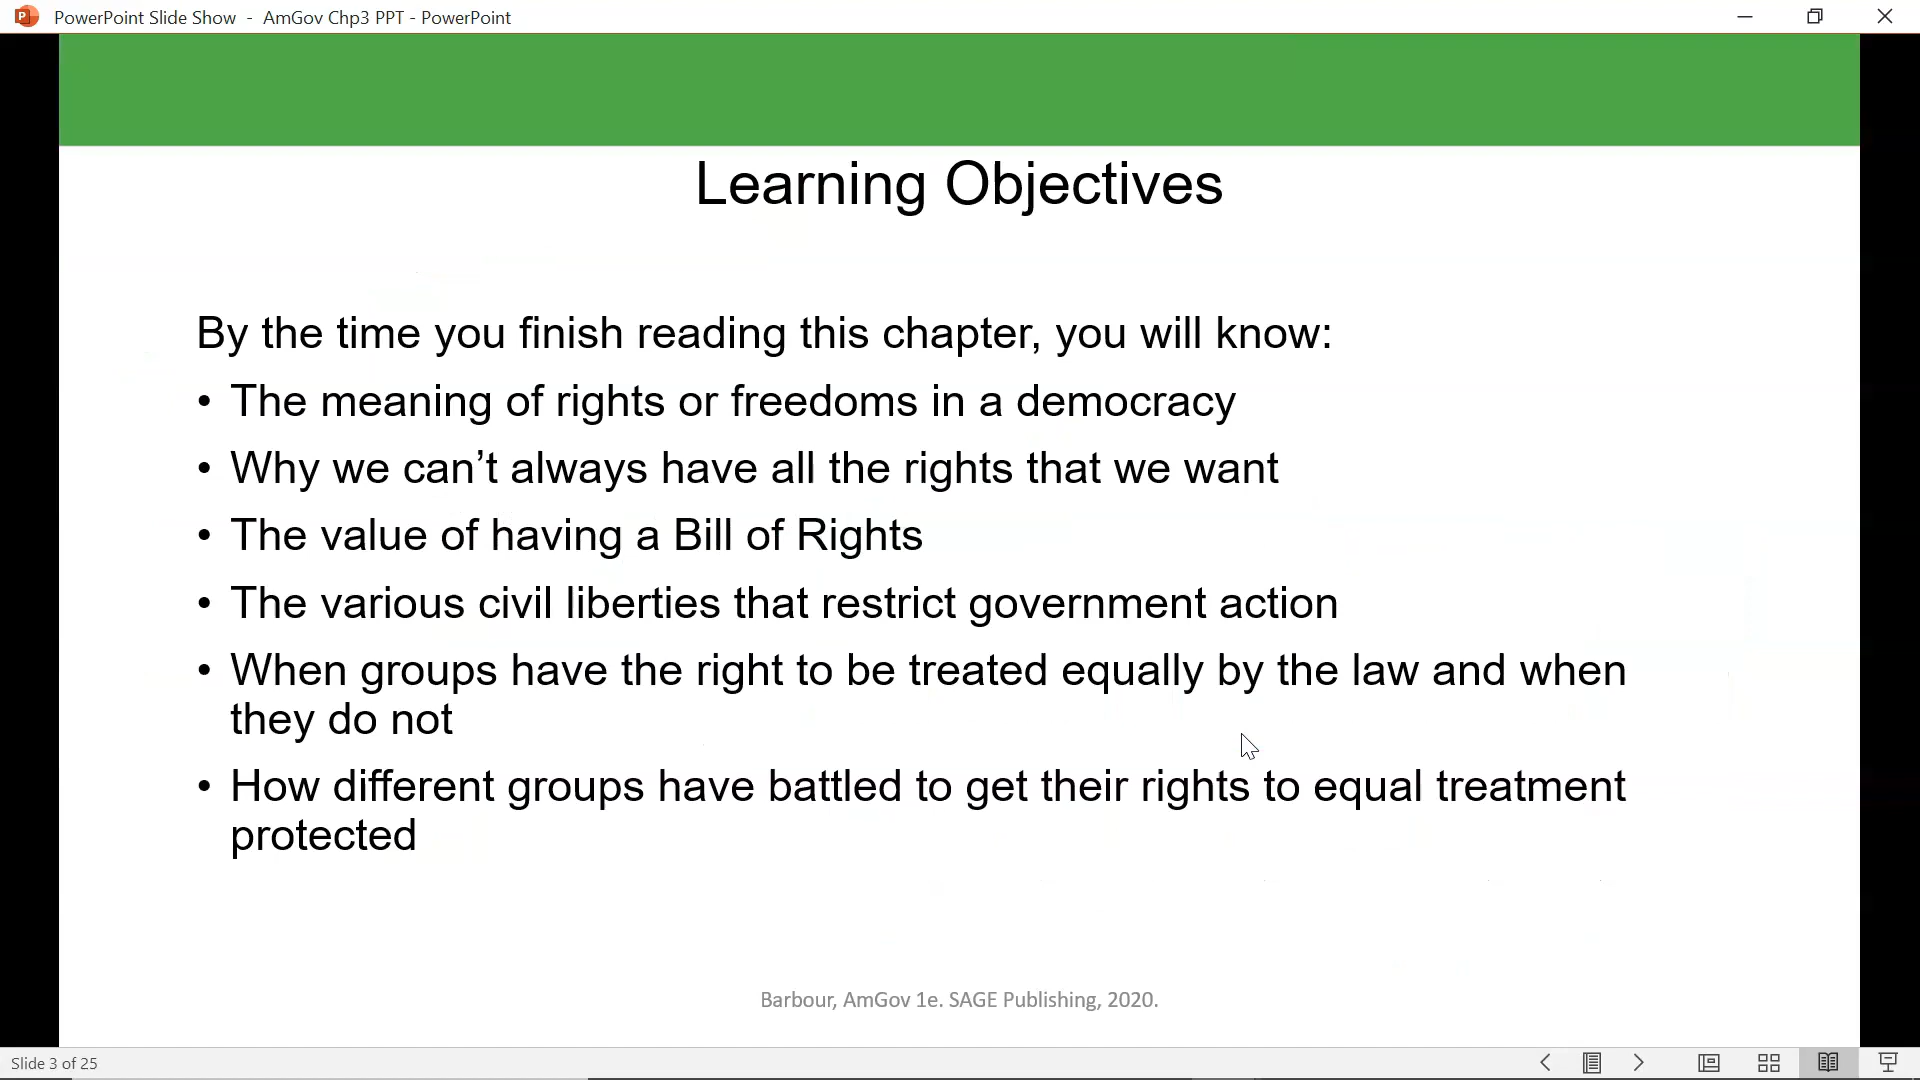 PowerPoint Slide Show - AmGov Chp3 PPT - PowerPoint
Learning Objectives
By the time you finish reading this chapter, you will know:
• The meaning of rights or freedoms in a democracy
• Why we can’t always have all the rights that we want
• The value of having a Bill of Rights
• The various civil liberties that restrict government action
• When groups have the right to be treated equally by the law and when
they do not
• How different groups have battled to get their rights to equal treatment
protected
Barbour, AmGov 1e. SAGE Publishing, 2020.
Slide 3 of 25